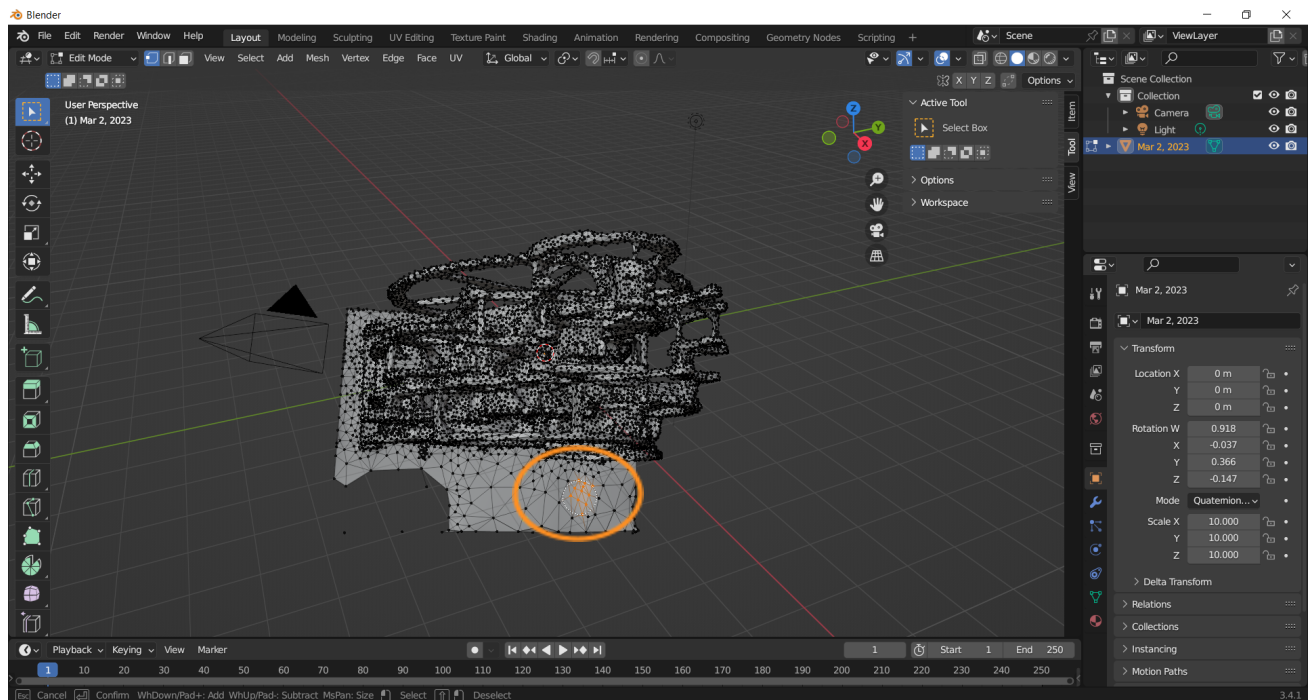 Blender
File Edit Render Window Help Layout Modeling Sculpting UV Editing Texture Paint Shading Animation Rendering Compositing Geometry Nodes Scripting + Scene ViewLayer
Edit Mode View Select Add Mesh Vertex Edge Face UV Global
X Y Z Options
User Perspective
(1) Mar 2, 2023
Z
Y
X
Active Tool
Select Box
Options
Workspace
Item
Tool
View
Scene Collection
Collection
Camera
Light
Mar 2, 2023
Mar 2, 2023
Mar 2, 2023
Transform
Location X 0 m
Y 0 m
Z 0 m
Rotation W 0.918
X -0.037
Y 0.366
Z -0.147
Mode Quaternion...
Scale X 10.000
Y 10.000
Z 10.000
Delta Transform
Relations
Collections
Instancing
Motion Paths
Playback Keying View Marker 1 Start 1 End 250
1 10 20 30 40 50 60 70 80 90 100 110 120 130 140 150 160 170 180 190 200 210 220 230 240 250
Esc Cancel Confirm WhDown/Pad+: Add WhUp/Pad-: Subtract MsPan: Size Select Deselect 3.4.1